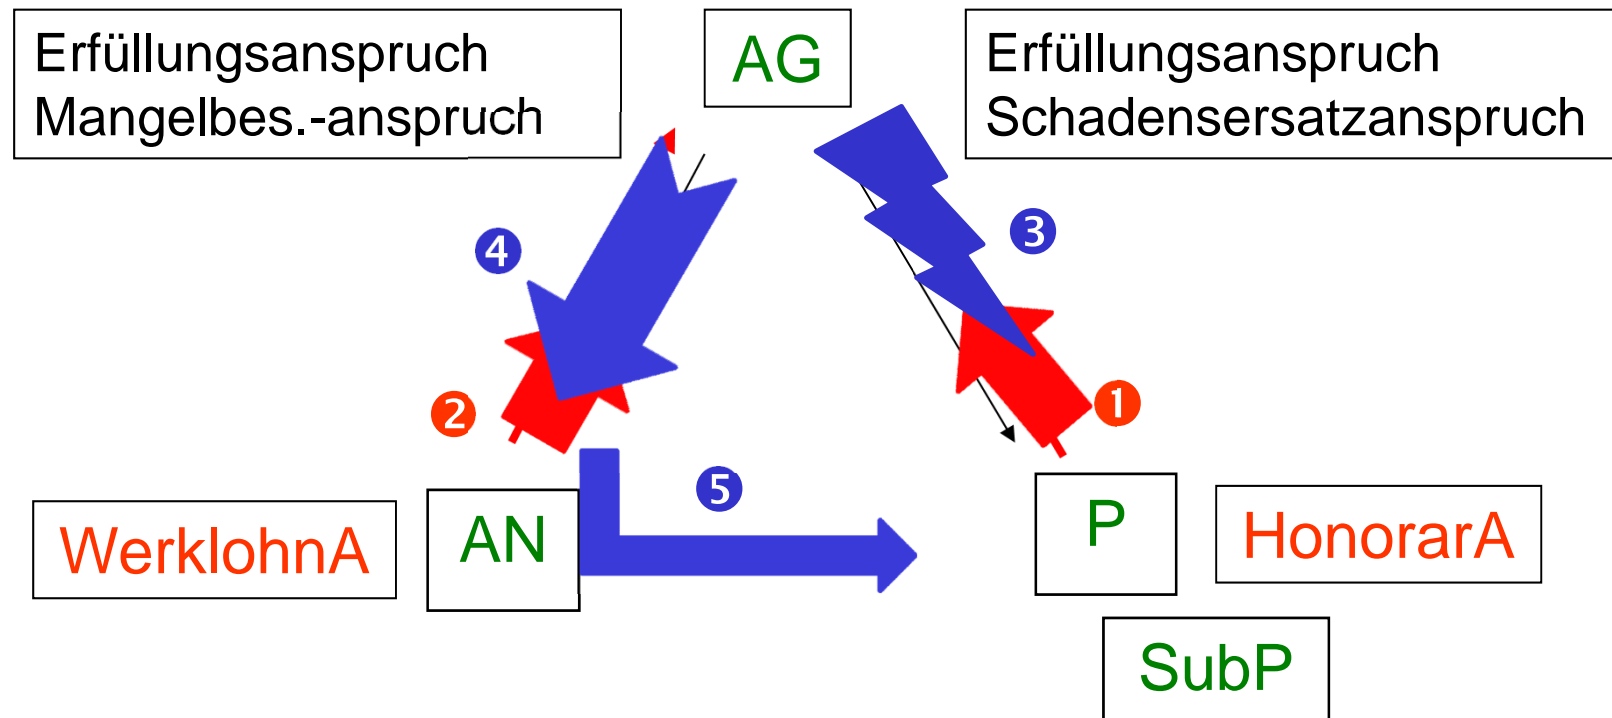 Erfüllungsanspruch
Mangelbes.-anspruch
AG
Erfüllungsanspruch
Schadensersatzanspruch
4
3
2
1
5
WerklohnA
AN
P
HonorarA
SubP